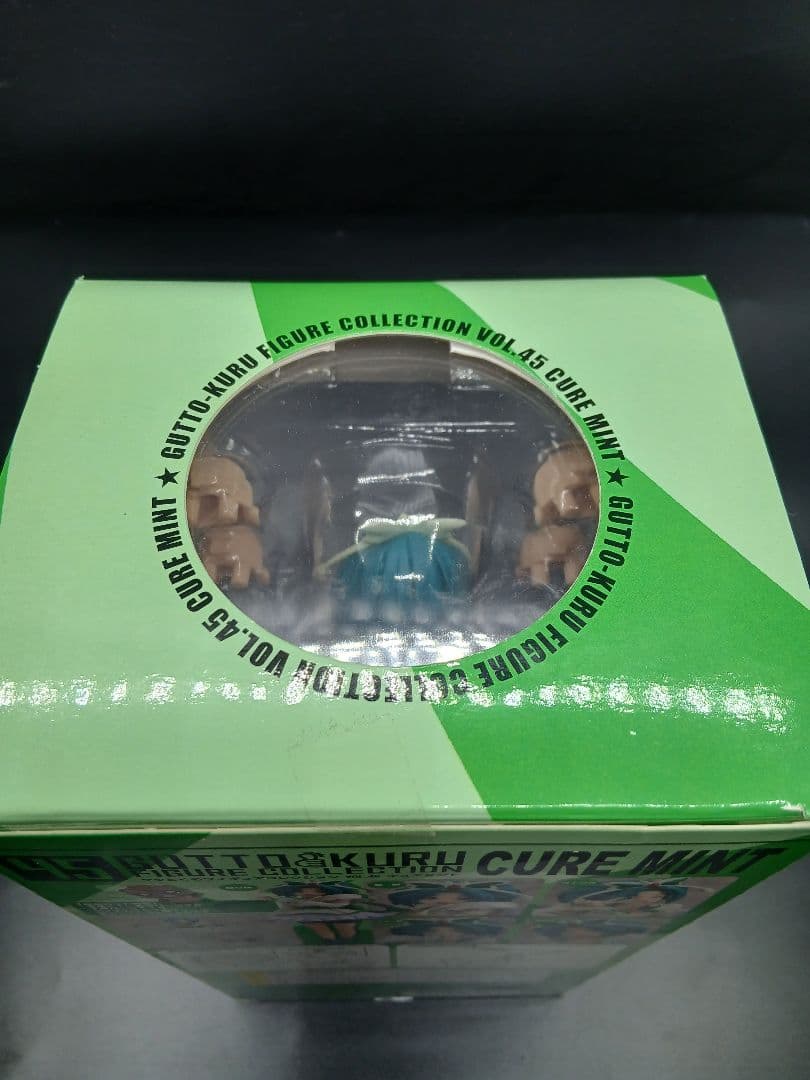 ★ GUTTO-KURU FIGURE COLLECTION VOL.45 CURE MINT
★ GUTTO-KURU FIGURE COLLECTION VOL.45 CURE MINT
45 GUTTO&KURU CURE MINT
FIGURE COLLECTION